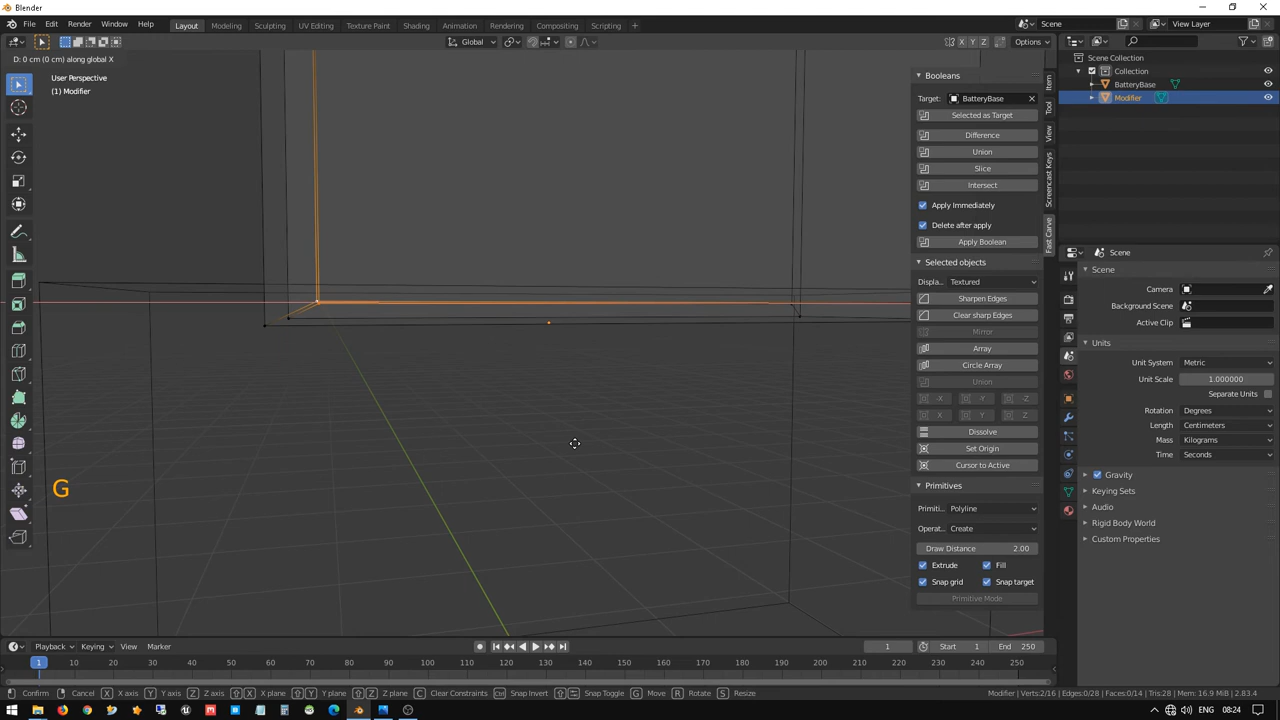 Blender
File Edit Render Window Help Layout Modeling Sculpting UV Editing Texture Paint Shading Animation Rendering Compositing Scripting + Scene View Layer
Global X Y Z Options
D: 0 cm (0 cm) along global X
User Perspective
(1) Modifier
G
Booleans
Target: BatteryBase
Selected as Target
Difference
Union
Slice
Intersect
Apply Immediately
Delete after apply
Apply Boolean
Selected objects
Displa.. Textured
Sharpen Edges
Clear sharp Edges
Mirror
Array
Circle Array
Union
-X -Y -Z
X Y Z
Dissolve
Set Origin
Cursor to Active
Primitives
Primiti... Polyline
Operat... Create
Draw Distance 2.00
Extrude Fill
Snap grid Snap target
Primitive Mode
Item
Tool
View
Screencast Keys
Fast Carve
Scene Collection
Collection
BatteryBase
Modifier
Scene
Scene
Camera
Background Scene
Active Clip
Units
Unit System Metric
Unit Scale 1.000000
Separate Units
Rotation Degrees
Length Centimeters
Mass Kilograms
Time Seconds
Gravity
Keying Sets
Audio
Rigid Body World
Custom Properties
Playback Keying View Marker 1 Start 1 End 250
1 10 20 30 40 50 60 70 80 90 100 110 120 130 140 150 160 170 180 190 200 210 220 230 240 250
Confirm Cancel X X axis Y Y axis Z Z axis X X plane Y Y plane Z Z plane C Clear Constraints Ctrl Snap Invert Snap Toggle G Move R Rotate S Resize Modifier | Verts:2/16 | Edges:0/28 | Faces:0/14 | Tris:28 | Mem: 16.9 MiB | 2.83.4
ENG 08:24